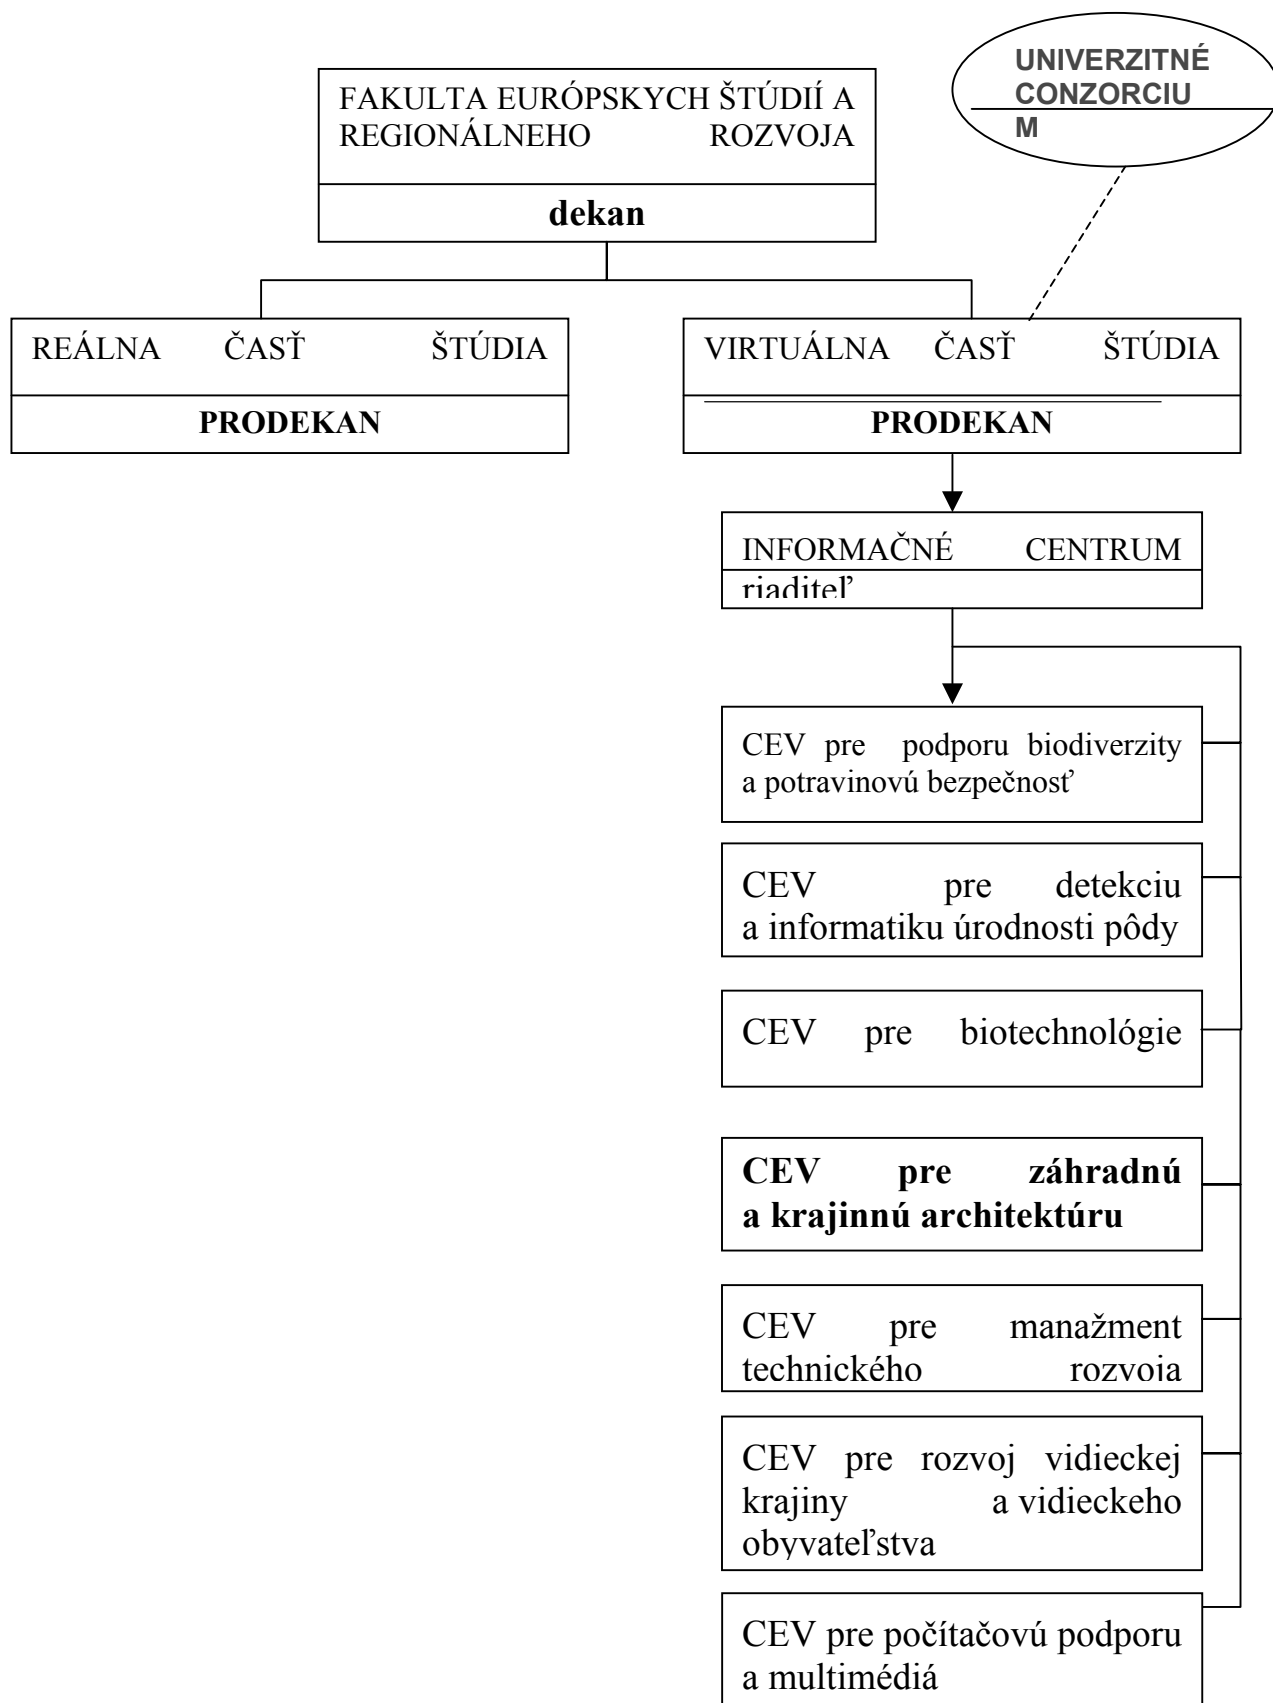 UNIVERZITNÉ
CONZORCIU
M
FAKULTA EURÓPSKYCH ŠTÚDIÍ A
REGIONÁLNEHO ROZVOJA
dekan
REÁLNA ČASŤ ŠTÚDIA
PRODEKAN
VIRTUÁLNA ČASŤ ŠTÚDIA
PRODEKAN
INFORMAČNÉ CENTRUM
riaditeľ
CEV pre podporu biodiverzity
a potravinovú bezpečnosť
CEV pre detekciu
a informatiku úrodnosti pôdy
CEV pre biotechnológie
CEV pre záhradnú
a krajinnú architektúru
CEV pre manažment
technického rozvoja
CEV pre rozvoj vidieckej
krajiny a vidieckeho
obyvateľstva
CEV pre počítačovú podporu
a multimédiá